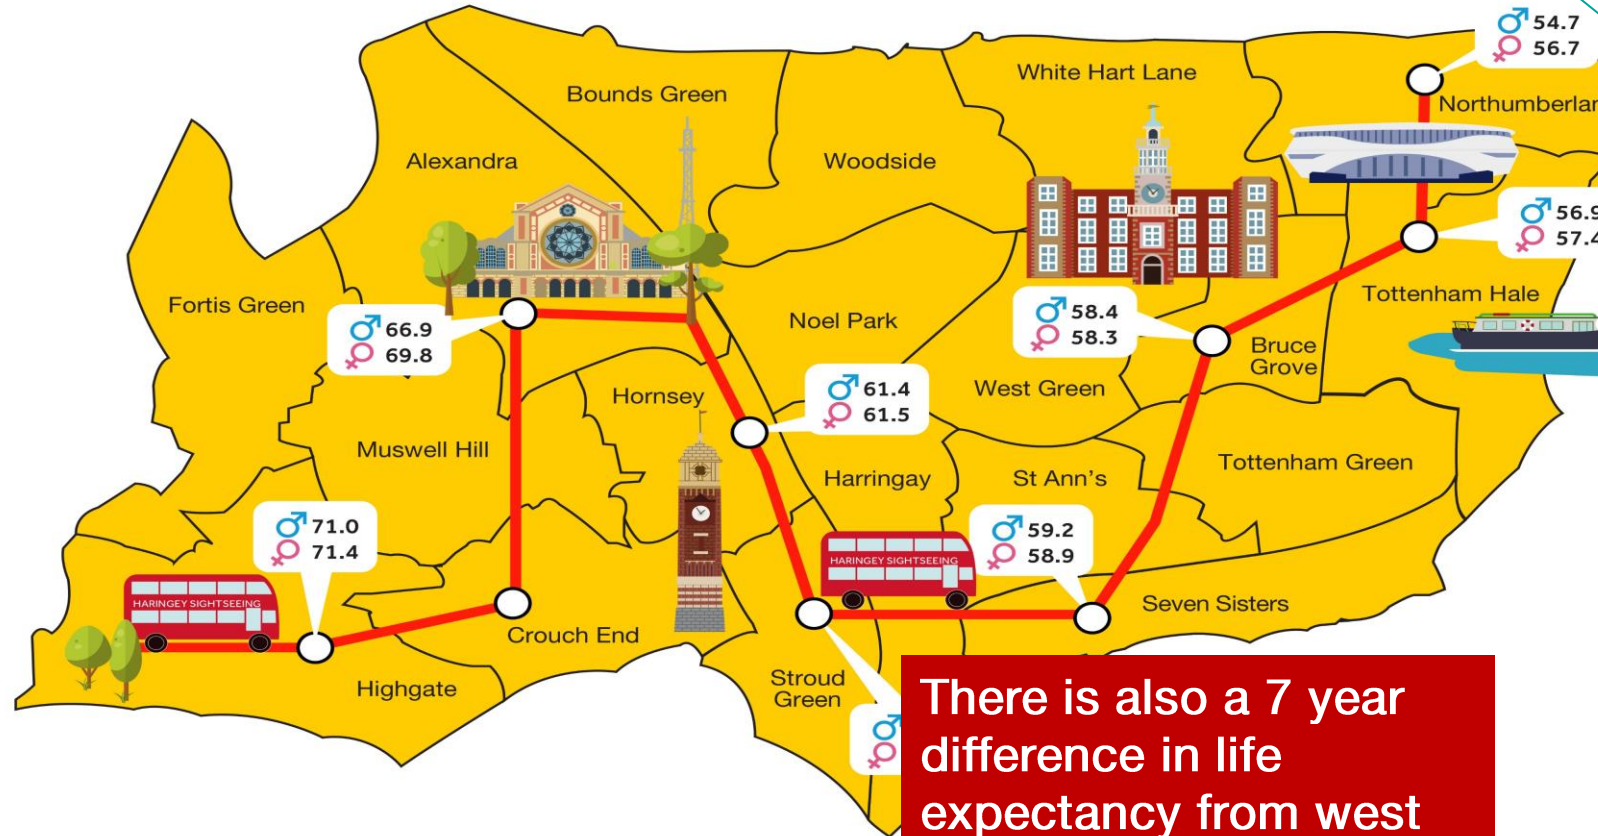 54.7
56.7
White Hart Lane
Bounds Green
Northumberlan
Alexandra
Woodside
56.9
57.4
Fortis Green
Tottenham Hale
66.9
69.8
Noel Park
58.4
58.3
Bruce
Grove
61.4
61.5
West Green
Hornsey
Muswell Hill
Harringay
St Ann's
Tottenham Green
71.0
71.4
59.2
58.9
HARINGEY SIGHTSEEING
HARINGEY SIGHTSEEING
Seven Sisters
Crouch End
Highgate
Stroud
Green
There is also a 7 year
difference in life
expectancy from west